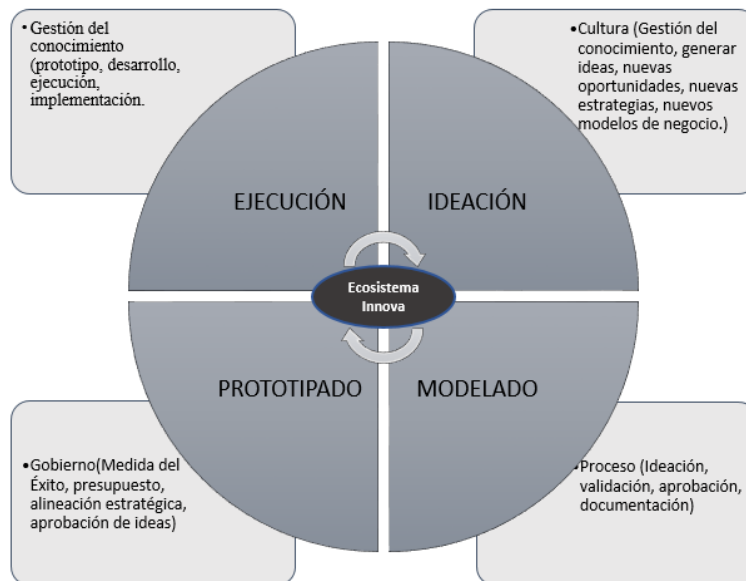 • Gestión del
conocimiento
(prototipo, desarrollo,
ejecución,
implementación.
•Cultura (Gestión del
conocimiento, generar
ideas, nuevas
oportunidades, nuevas
estrategias, nuevos
modelos de negocio.)
EJECUCIÓN
IDEACIÓN
Ecosistema
Innova
PROTOTIPADO
MODELADO
•Gobierno(Medida del
Éxito, presupuesto,
alineación estratégica,
aprobación de ideas)
•Proceso (Ideación,
validación, aprobación,
documentación)